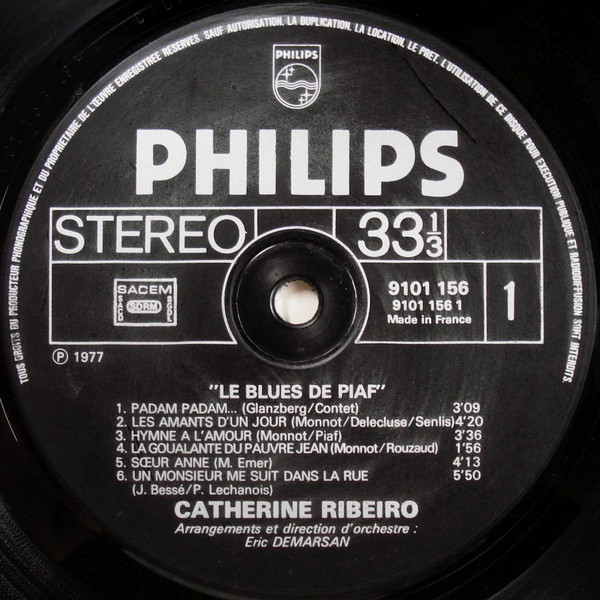 TOUS DROITS DU PRODUCTEUR PHONOGRAPHIQUE ET DU PROPRIETAIRE DE L'ŒUVRE ENREGISTREE RESERVES. SAUF AUTORISATION, LA DUPLICATION, LA LOCATION, LE PRET, L'UTILISATION DE CE DISQUE POUR EXECUTION PUBLIQUE ET RADIODIFFUSION SONT INTERDITS.
PHILIPS
PHILIPS
STEREO
33 1/3
SACEM
SACD
SDRM
SGDL
9101 156
9101 156 1
Made in France
1
Ⓟ 1977
"LE BLUES DE PIAF"
1. PADAM PADAM... (Glanzberg/Contet) 3'09
2. LES AMANTS D'UN JOUR (Monnot/Delecluse/Senlis) 4'20
3. HYMNE A L'AMOUR (Monnot/Piaf) 3'36
4. LA GOUALANTE DU PAUVRE JEAN (Monnot/Rouzaud) 1'56
5. SŒUR ANNE (M. Emer) 4'13
6. UN MONSIEUR ME SUIT DANS LA RUE 5'50
(J. Bessé/P. Lechanois)
CATHERINE RIBEIRO
Arrangements et direction d'orchestre :
Eric DEMARSAN